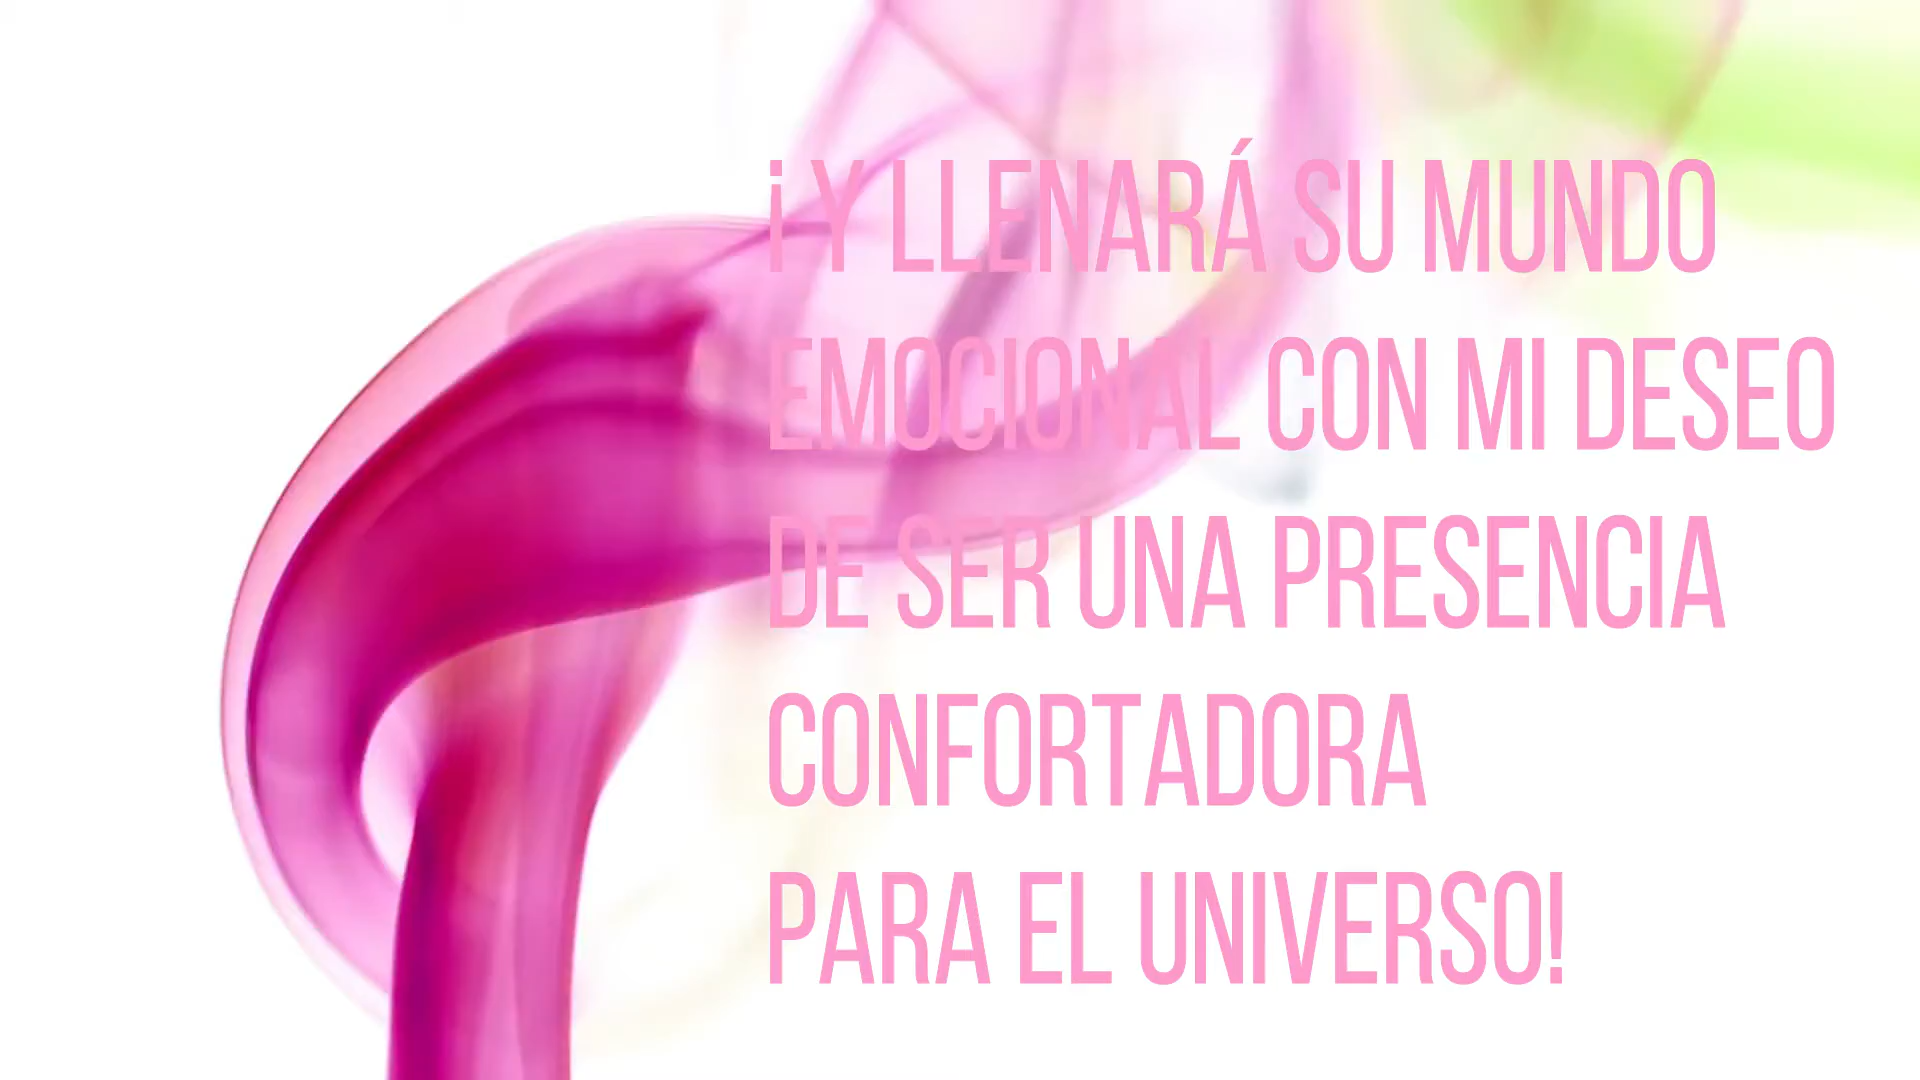 ¡ Y LLENARÁ SU MUNDO
EMOCIONAL CON MI DESEO
DE SER UNA PRESENCIA
CONFORTADORA
PARA EL UNIVERSO!